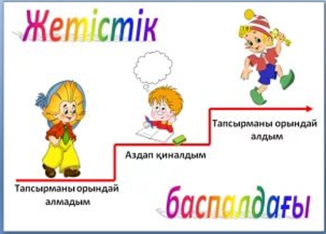 Жетістік
Тапсырманы орындай
алдым
Аздап қиналдым
Тапсырманы орындай
алмадым
баспалдағы